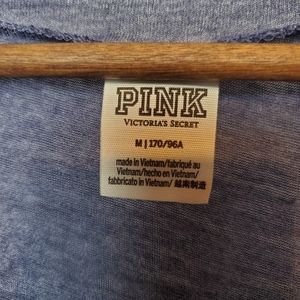 PINK
VICTORIA'S SECRET
M | 170/96A
made in Vietnam/fabriqué au
Vietnam/hecho en Vietnam/
fabbricato in Vietnam/ 越南制造